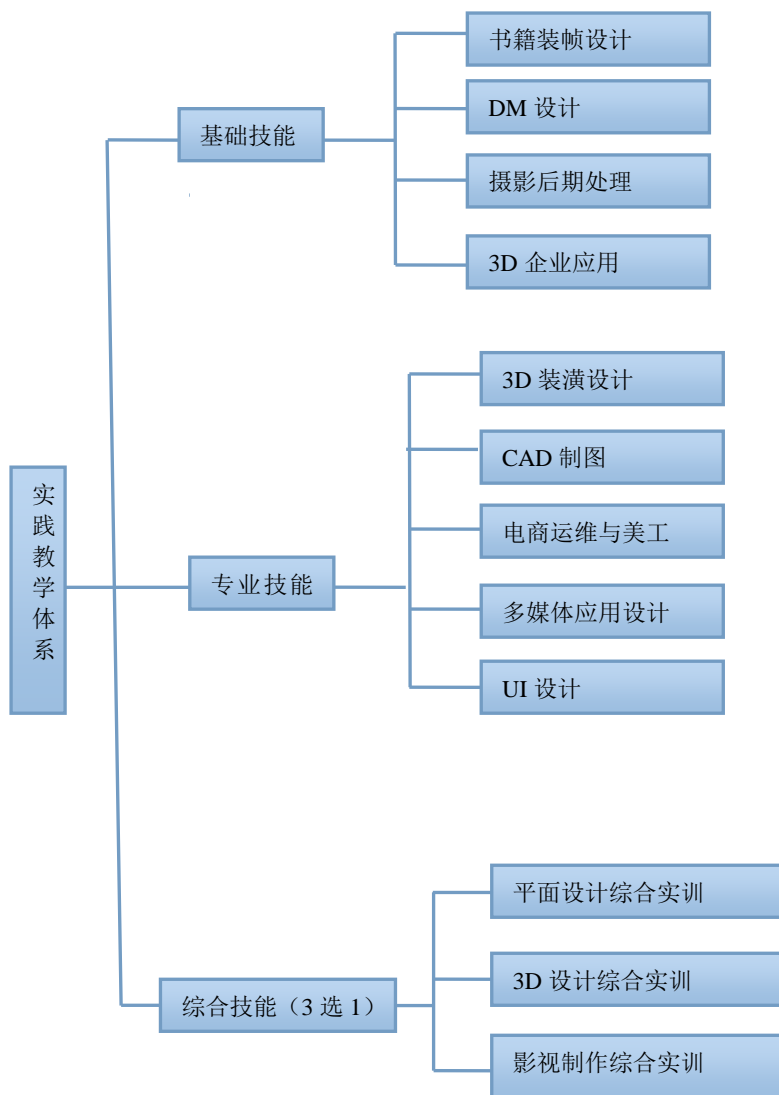 实践教学体系
基础技能
书籍装帧设计
DM 设计
摄影后期处理
3D 企业应用
专业技能
3D 装潢设计
CAD 制图
电商运维与美工
多媒体应用设计
UI 设计
综合技能（3 选 1）
平面设计综合实训
3D 设计综合实训
影视制作综合实训